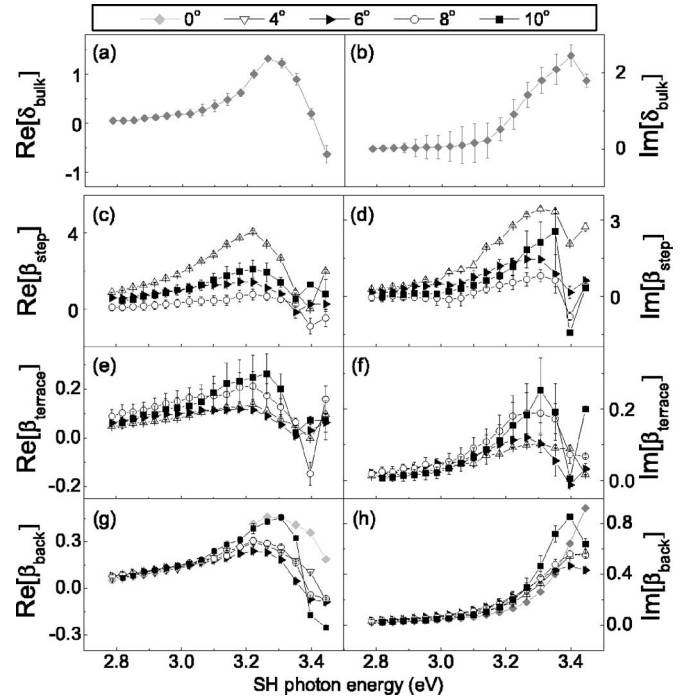 0° 4° 6° 8° 10°
(a) (b)
Re[δbulk] 1 0 -1
Im[δbulk] 2 0
(c) (d)
Re[βstep] 4 0
Im[βstep] 3 0
(e) (f)
Re[βterrace] 0.2 0.0 -0.2
Im[βterrace] 0.2 0.0
(g) (h)
Re[βback] 0.3 0.0 -0.3
Im[βback] 0.8 0.4 0.0
2.8 3.0 3.2 3.4 2.8 3.0 3.2 3.4
SH photon energy (eV)